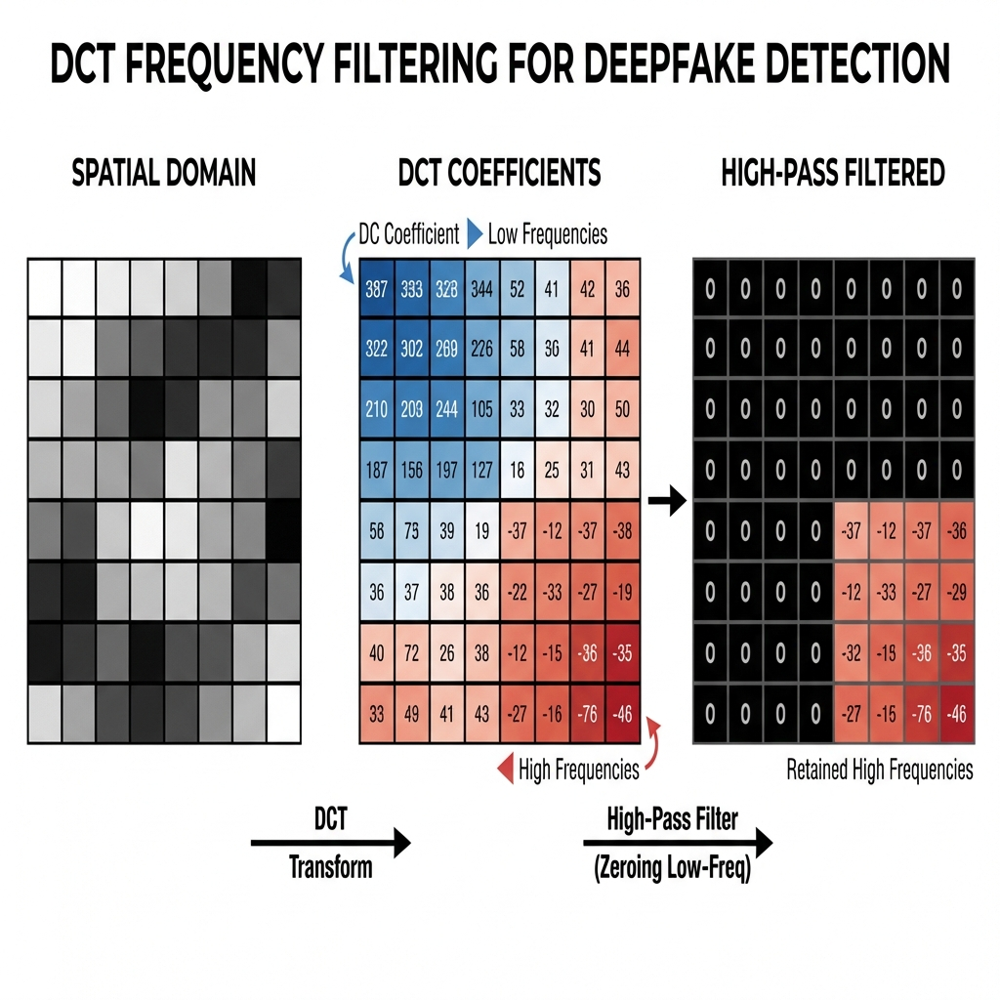 DCT FREQUENCY FILTERING FOR DEEPFAKE DETECTION
SPATIAL DOMAIN
DCT COEFFICIENTS
HIGH-PASS FILTERED
DC Coefficient
Low Frequencies
387 333 328 344 52 41 42 36
322 302 269 226 58 36 41 44
210 203 244 105 33 32 30 50
187 156 197 127 18 25 31 43
56 75 39 19 -37 -12 -37 -38
36 37 38 36 -22 -33 -27 -19
40 72 26 38 -12 -15 -36 -35
33 49 41 43 -27 -16 -76 -46
0 0 0 0 0 0 0 0
0 0 0 0 0 0 0 0
0 0 0 0 0 0 0 0
0 0 0 0 0 0 0 0
0 0 0 0 -37 -12 -37 -36
0 0 0 0 -12 -33 -27 -29
0 0 0 0 -32 -15 -36 -35
0 0 0 0 -27 -15 -76 -46
High Frequencies
Retained High Frequencies
DCT
Transform
High-Pass Filter
(Zeroing Low-Freq)